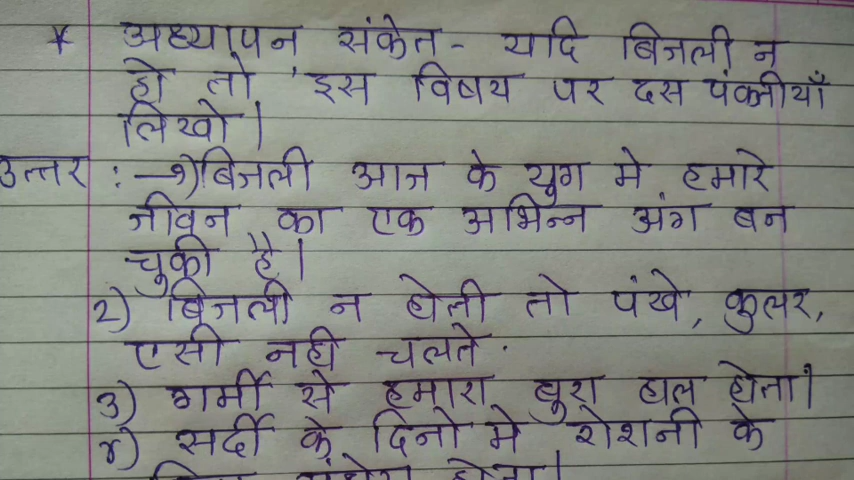 * अध्यापन संकेत - यदि बिजली न
हो तो 'इस विषय पर दस पंक्तीयाँ
लिखो।
उत्तर : → १) बिजली आज के युग मे हमारे
जीवन का एक अभिन्न अंग बन
चुकी है।
२) बिजली न होती तो पंखे, कुलर,
एसी नही चलते.
३) गर्मी से हमारा बुरा हाल होता।
४) सर्दी के दिनो मे रोशनी के
होता।